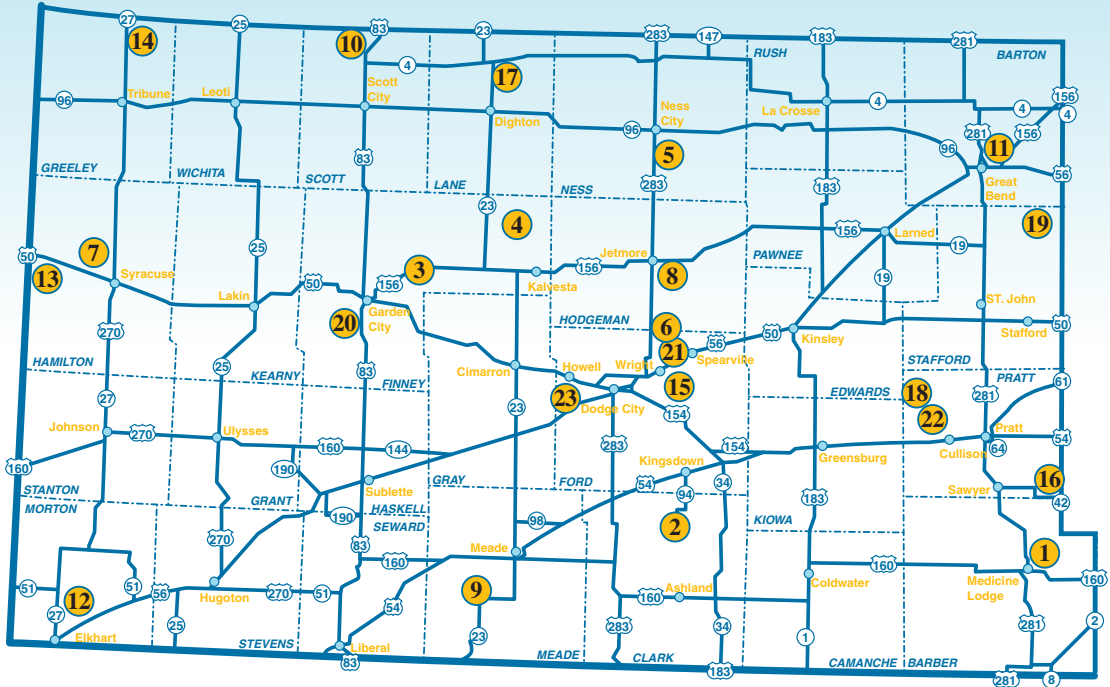 27
25
83
23
283
147
183
281
14
10
17
RUSH
BARTON
4
Scott
City
96
Tribune
Leoti
Dighton
Ness
City
La Crosse
4
4
156
4
281
156
96
96
11
5
83
283
183
Great
Bend
56
GREELEY
WICHITA
SCOTT
LANE
NESS
23
4
19
25
156
Larned
19
50
7
13
Syracuse
3
50
156
Jetmore
156
Kalvesta
8
PAWNEE
19
Lakin
Garden
City
20
ST. John
270
HODGEMAN
6
21
56
50
Spearville
Kinsley
Stafford
50
HAMILTON
KEARNY
FINNEY
25
83
Cimarron
Howell
Wright
15
STAFFORD
PRATT
61
27
23
23
Dodge City
154
EDWARDS
18
22
281
Johnson
270
Ulysses
160
144
283
154
Greensburg
Cullison
Pratt
54
64
160
190
Sublette
Kingsdown
54
94
34
Sawyer
16
42
STANTON
MORTON
GRANT
HASKELL
SEWARD
GRAY
FORD
190
98
2
183
KIOWA
270
83
160
Meade
1
51
51
12
27
56
Hugoton
270
51
54
9
160
Ashland
Coldwater
160
Medicine
Lodge
160
25
Elkhart
STEVENS
Liberal
83
23
MEADE
283
CLARK
34
183
1
CAMANCHE
BARBER
281
2
281
8